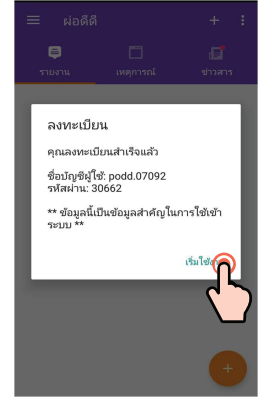 ผ่อดีดี
รายงาน
เหตุการณ์
ข่าวสาร
ลงทะเบียน
คุณลงทะเบียนสำเร็จแล้ว
ชื่อบัญชีผู้ใช้: podd.07092
รหัสผ่าน: 30662
** ข้อมูลนี้เป็นข้อมูลสำคัญในการใช้เข้า
ระบบ **